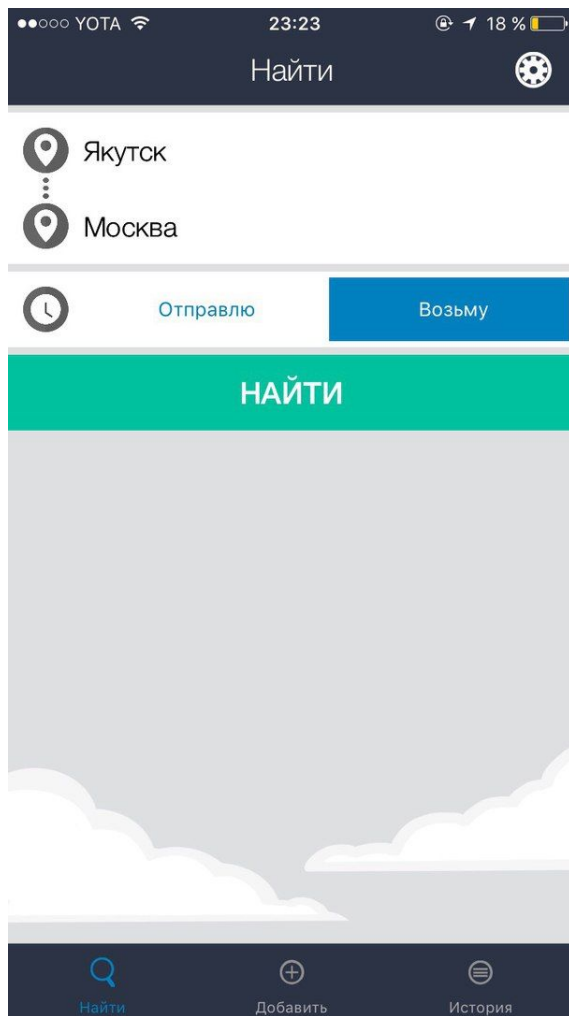 YOTA 23:23 18 %
Найти
Якутск
Москва
Отправлю Возьму
НАЙТИ
Найти Добавить История